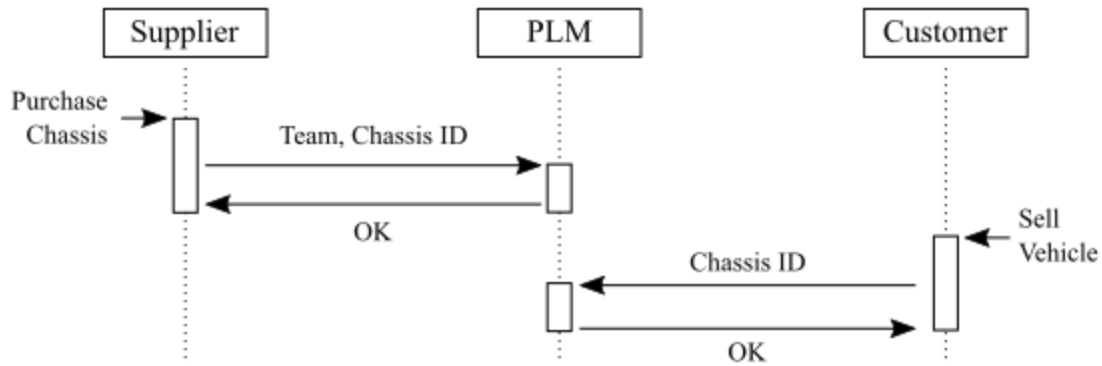 Supplier
PLM
Customer
Purchase
Chassis
Team, Chassis ID
OK
Sell
Vehicle
Chassis ID
OK